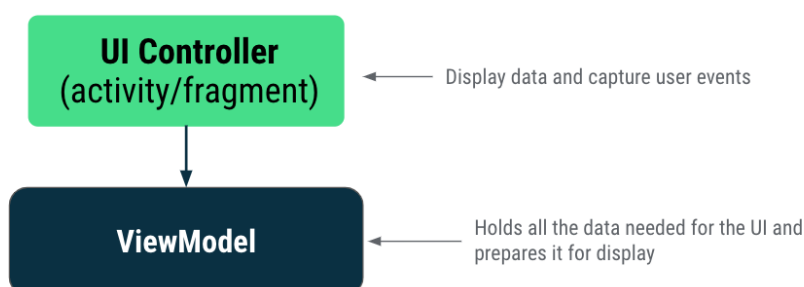 UI Controller
(activity/fragment)
Display data and capture user events
ViewModel
Holds all the data needed for the UI and
prepares it for display